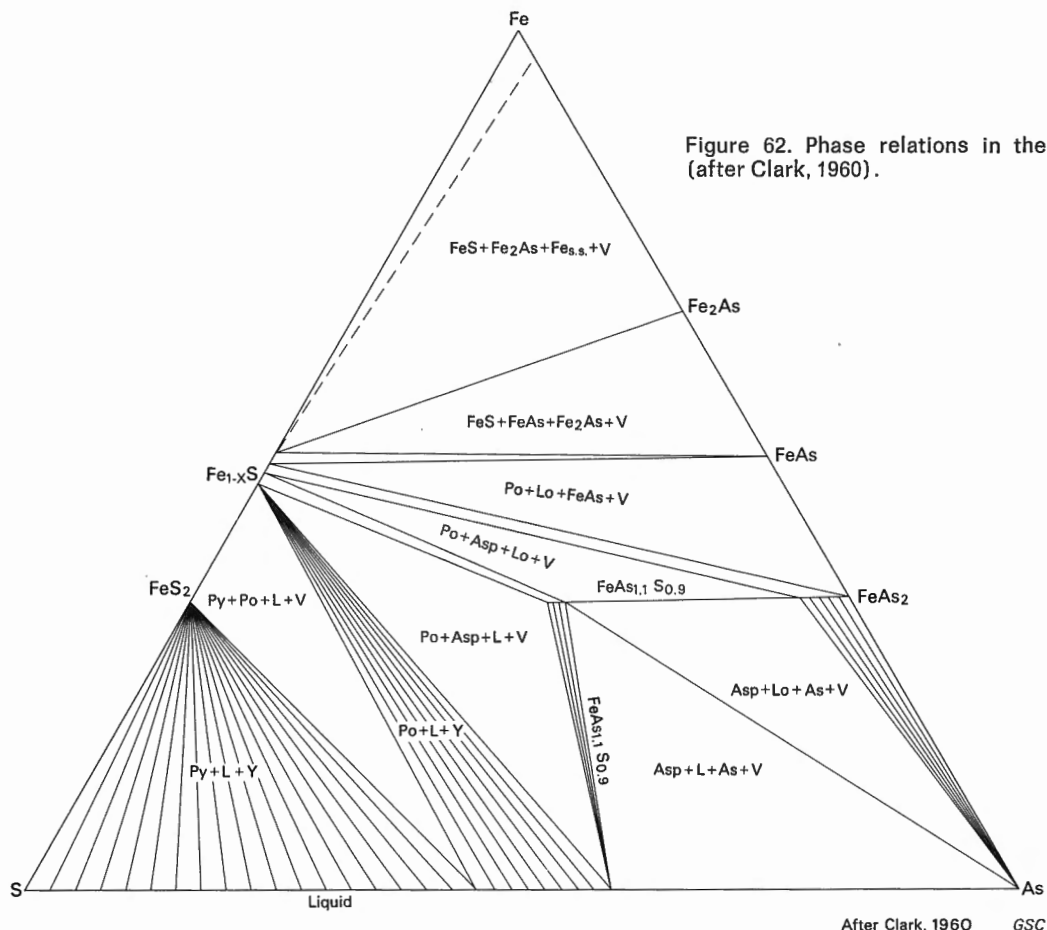 Fe
Figure 62. Phase relations in the
(after Clark, 1960).
FeS+Fe₂As+Fes.s.+V
Fe₂As
FeS+FeAs+Fe₂As+V
FeAs
Fe₁₋XS
Po+Lo+FeAs+V
Po+Asp+Lo+V
FeAs₁.₁ S₀.₉
FeAs₂
FeS₂
Py+Po+L+V
Po+Asp+L+V
Asp+Lo+As+V
FeAs₁.₁ S₀.₉
Po+L+Y
Py+L+Y
Asp+L+As+V
S
Liquid
As
After Clark, 1960 GSC